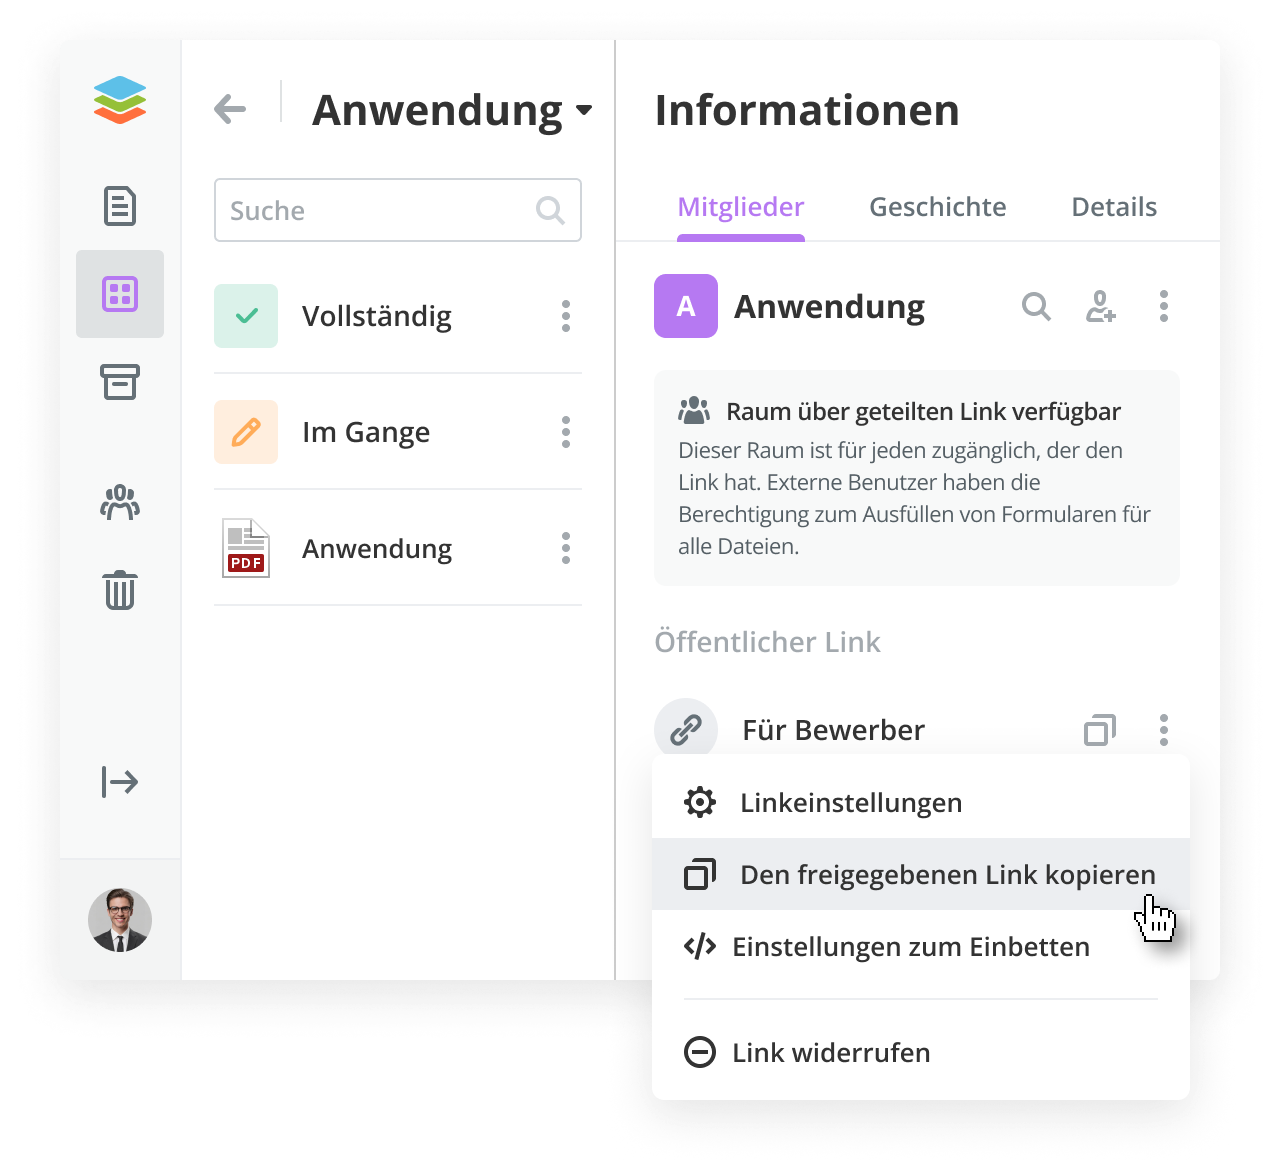 Anwendung
Suche
Vollständig
Im Gange
PDF
Anwendung
Informationen
Mitglieder
Geschichte
Details
A
Anwendung
Raum über geteilten Link verfügbar
Dieser Raum ist für jeden zugänglich, der den
Link hat. Externe Benutzer haben die
Berechtigung zum Ausfüllen von Formularen für
alle Dateien.
Öffentlicher Link
Für Bewerber
Linkeinstellungen
Den freigegebenen Link kopieren
Einstellungen zum Einbetten
Link widerrufen